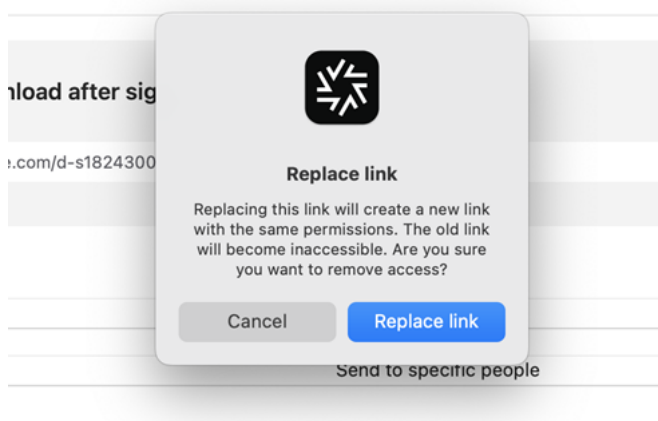 nload after sig
e.com/d-s1824300
Replace link
Replacing this link will create a new link
with the same permissions. The old link
will become inaccessible. Are you sure
you want to remove access?
Cancel
Replace link
Send to specific people